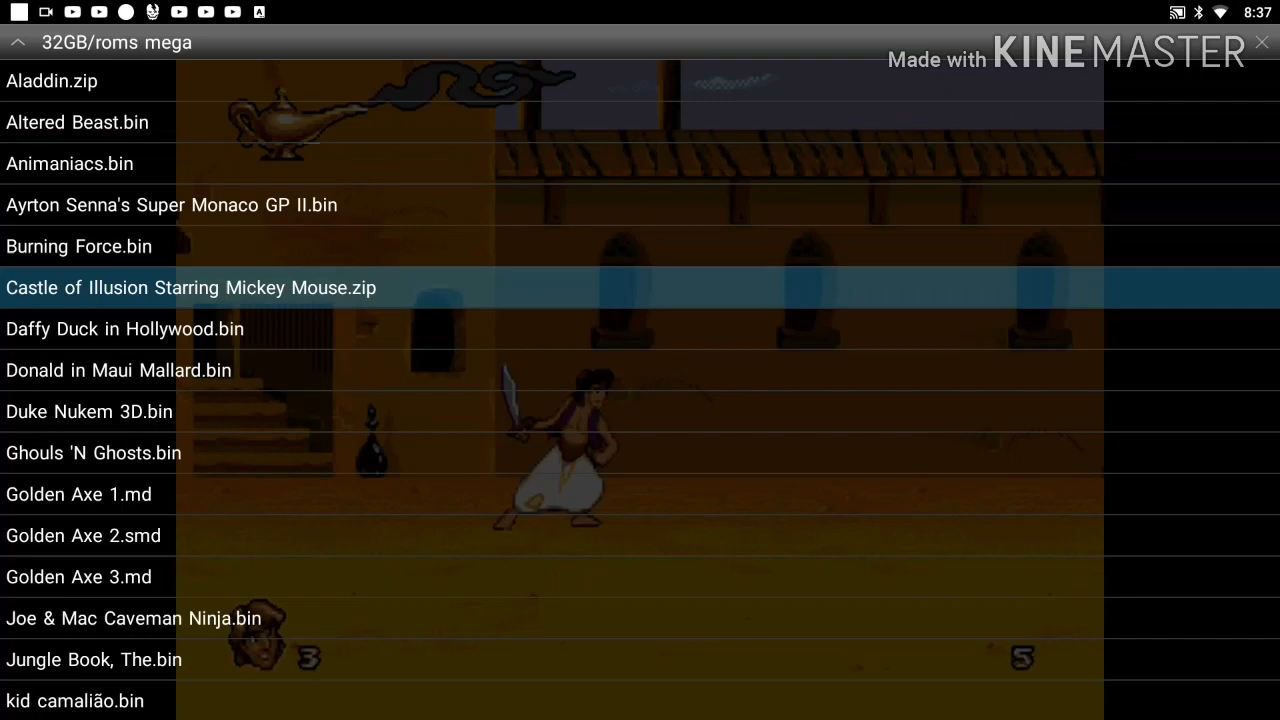 8:37
32GB/roms mega
Made with KINEMASTER
Aladdin.zip
Altered Beast.bin
Animaniacs.bin
Ayrton Senna's Super Monaco GP II.bin
Burning Force.bin
Castle of Illusion Starring Mickey Mouse.zip
Daffy Duck in Hollywood.bin
Donald in Maui Mallard.bin
Duke Nukem 3D.bin
Ghouls 'N Ghosts.bin
Golden Axe 1.md
Golden Axe 2.smd
Golden Axe 3.md
Joe & Mac Caveman Ninja.bin
3
Jungle Book, The.bin
5
kid camalião.bin